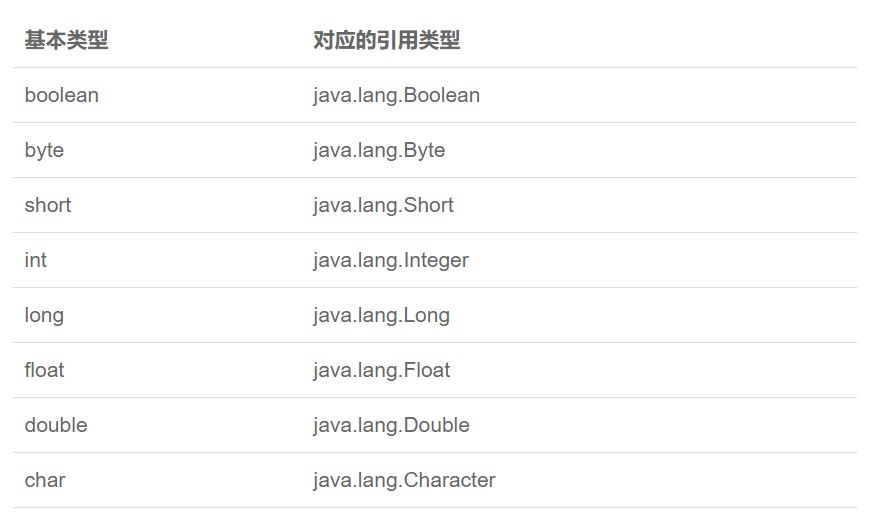 基本类型 对应的引用类型
boolean java.lang.Boolean
byte java.lang.Byte
short java.lang.Short
int java.lang.Integer
long java.lang.Long
float java.lang.Float
double java.lang.Double
char java.lang.Character